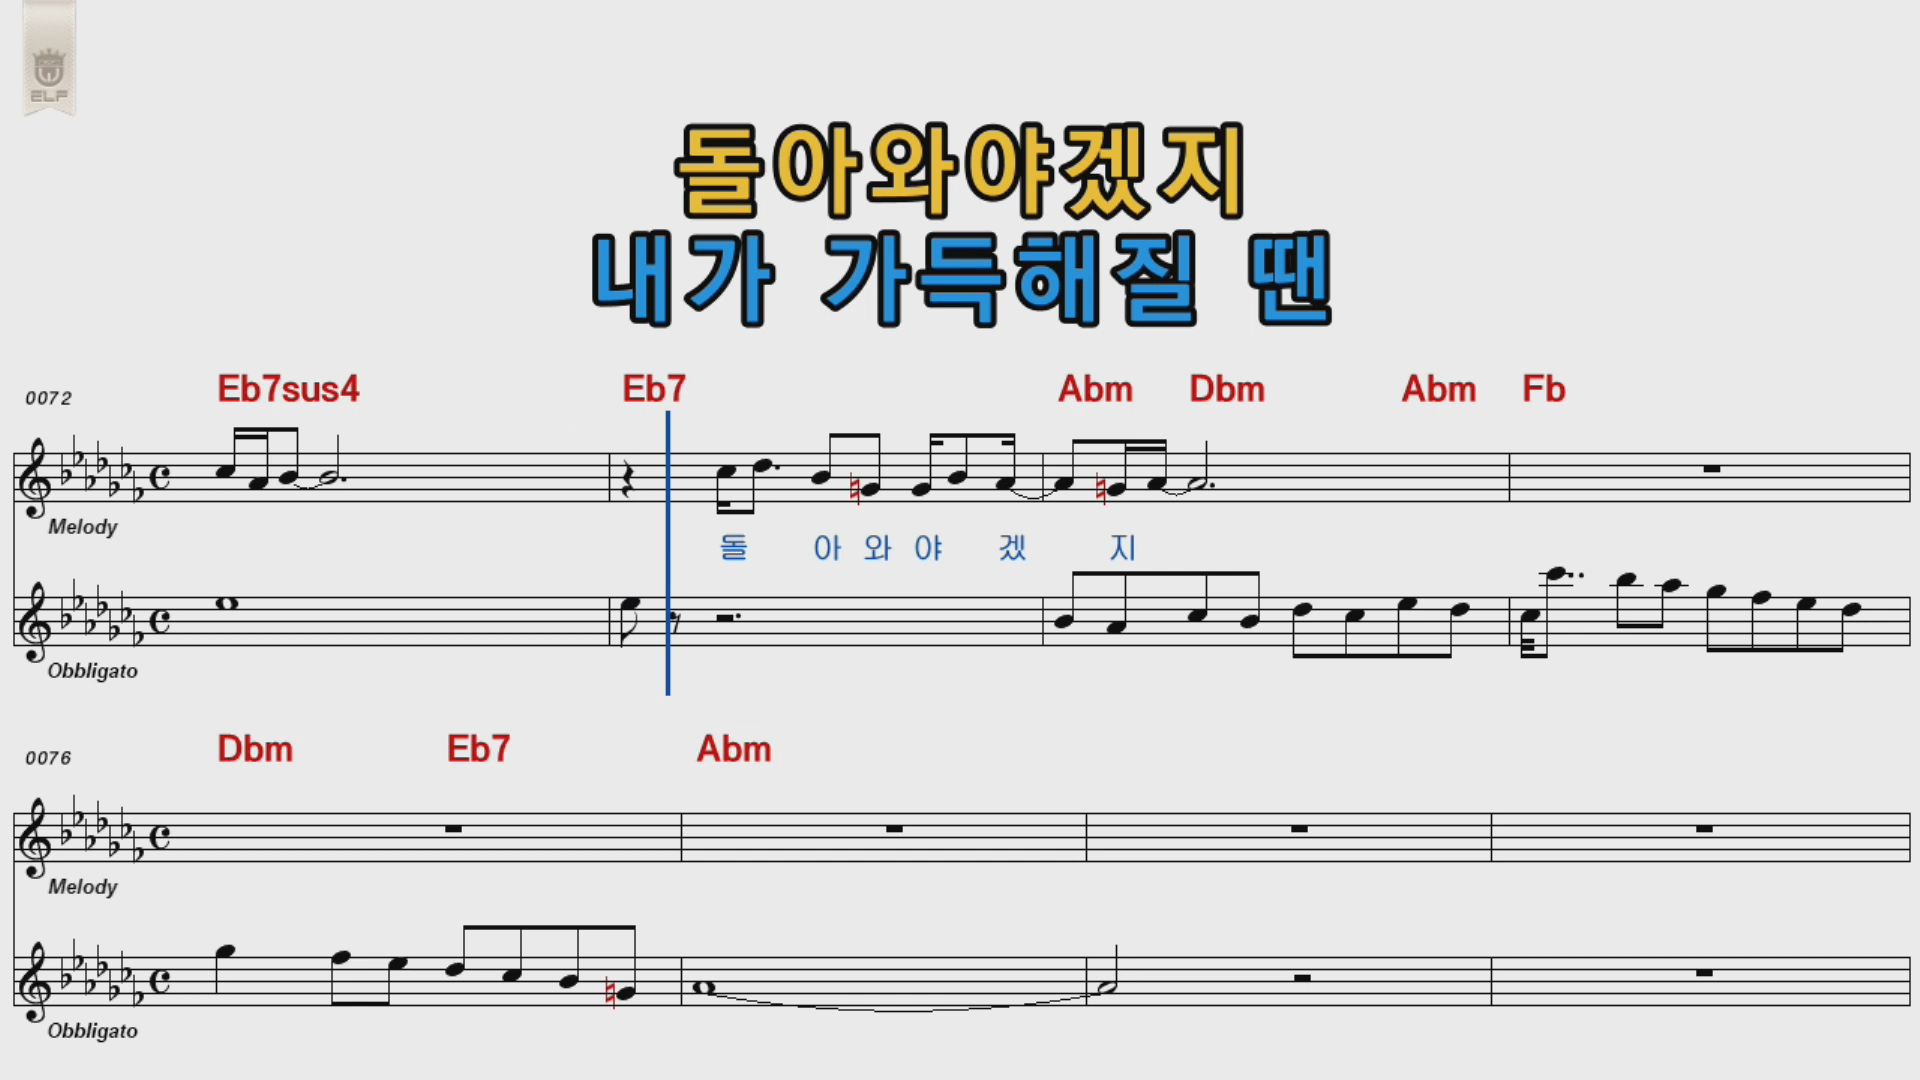 ELF
돌아와야겠지
내가 가득해질 땐
0072 Eb7sus4 Eb7 Abm Dbm Abm Fb
Melody
돌 아 와 야 겠 지
Obbligato
0076 Dbm Eb7 Abm
Melody
Obbligato